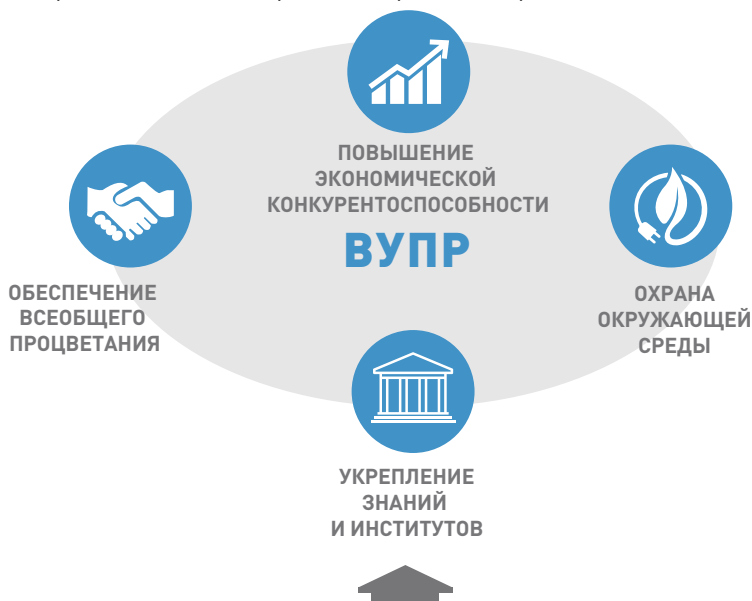 ПОВЫШЕНИЕ
ЭКОНОМИЧЕСКОЙ
КОНКУРЕНТОСПОСОБНОСТИ
ВУПР
ОБЕСПЕЧЕНИЕ
ВСЕОБЩЕГО
ПРОЦВЕТАНИЯ
ОХРАНА
ОКРУЖАЮЩЕЙ
СРЕДЫ
УКРЕПЛЕНИЕ
ЗНАНИЙ
И ИНСТИТУТОВ